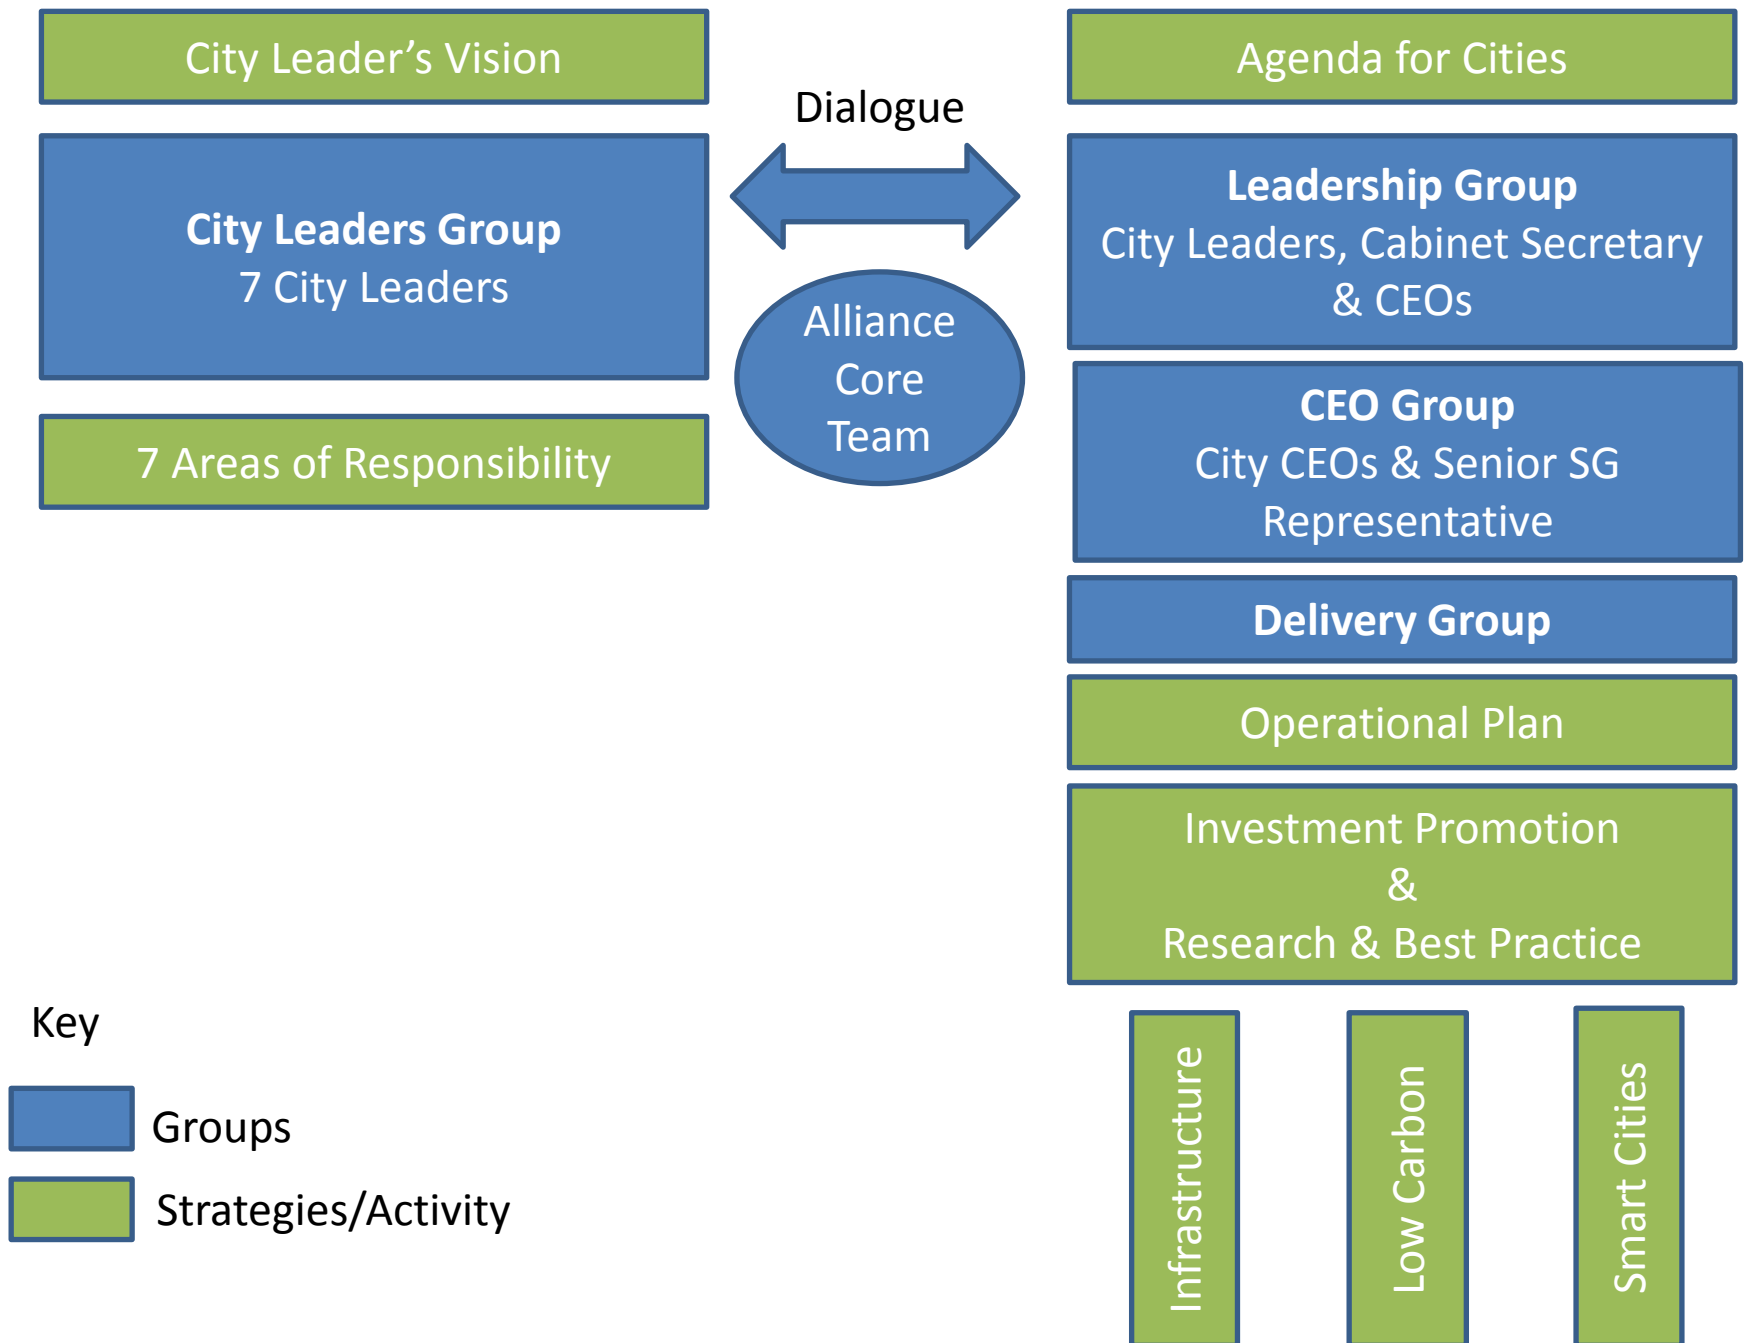 City Leader’s Vision
City Leaders Group
7 City Leaders
7 Areas of Responsibility
Dialogue
Alliance
Core
Team
Agenda for Cities
Leadership Group
City Leaders, Cabinet Secretary
& CEOs
CEO Group
City CEOs & Senior SG
Representative
Delivery Group
Operational Plan
Investment Promotion
&
Research & Best Practice
Infrastructure
Low Carbon
Smart Cities
Key
Groups
Strategies/Activity